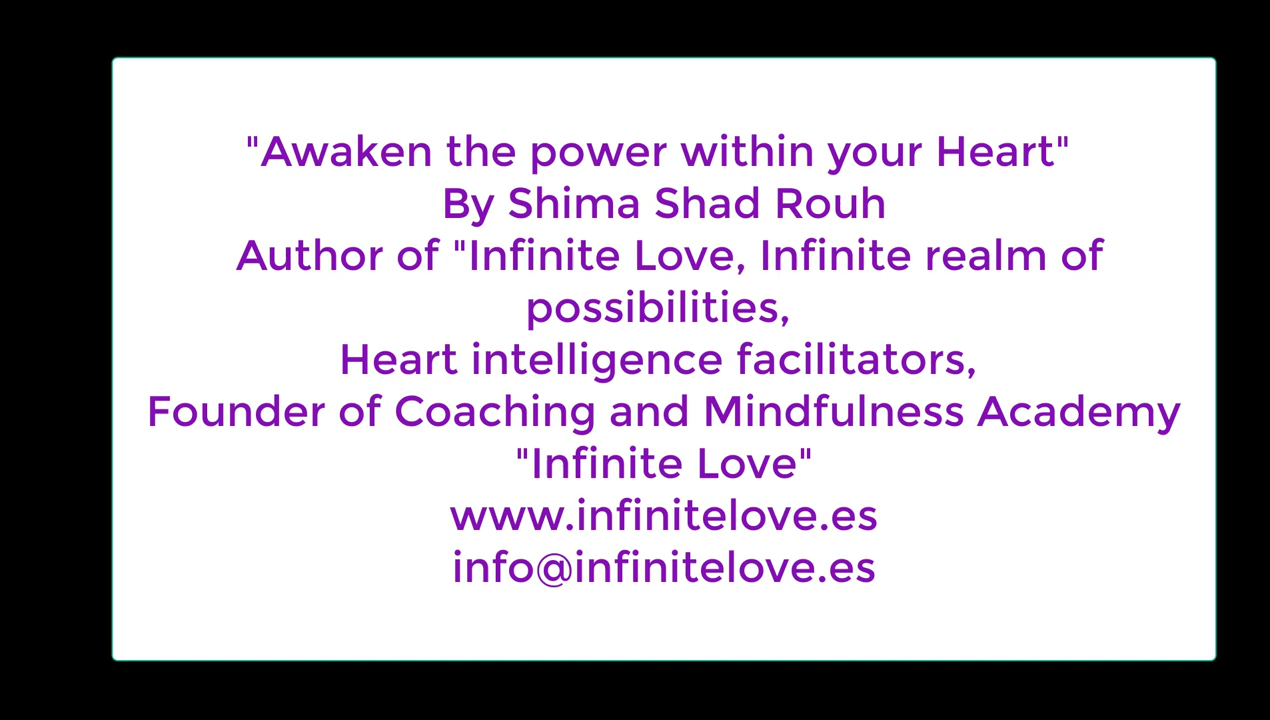 "Awaken the power within your Heart"
By Shima Shad Rouh
Author of "Infinite Love, Infinite realm of
possibilities,
Heart intelligence facilitators,
Founder of Coaching and Mindfulness Academy
"Infinite Love"
www.infinitelove.es
info@infinitelove.es